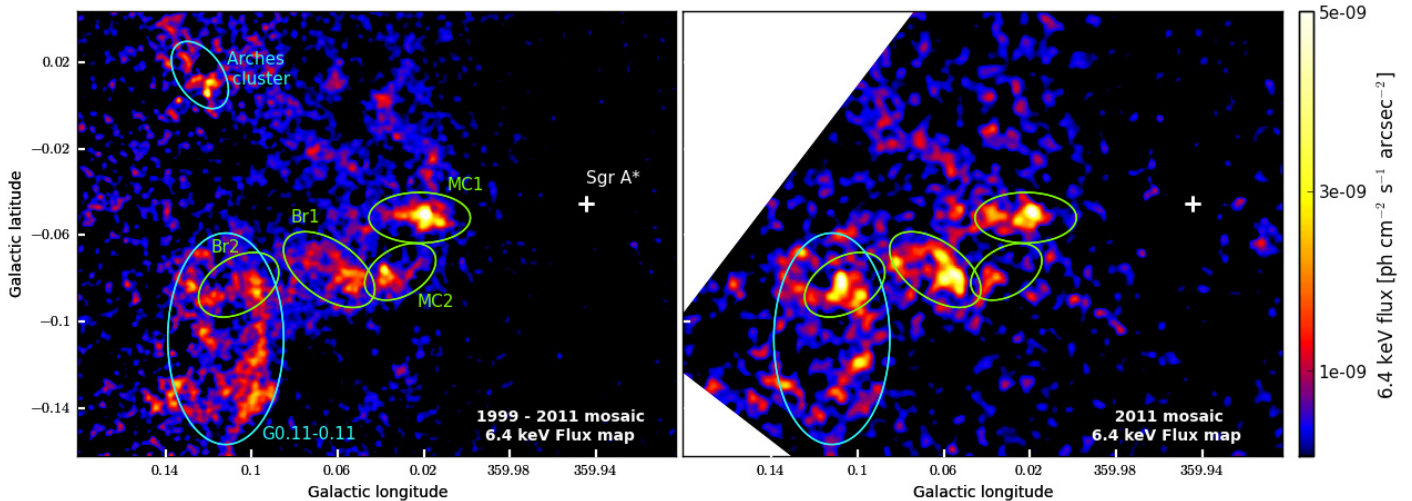 Arches
cluster
Sgr A*
MC1
Br1
Br2
MC2
G0.11-0.11
1999 - 2011 mosaic
6.4 keV Flux map
0.02
−0.02
−0.06
−0.1
−0.14
Galactic latitude
0.14 0.1 0.06 0.02 359.98 359.94
Galactic longitude
2011 mosaic
6.4 keV Flux map
0.14 0.1 0.06 0.02 359.98 359.94
Galactic longitude
5e-09
3e-09
1e-09
6.4 keV flux [ph cm⁻² s⁻¹ arcsec⁻²]